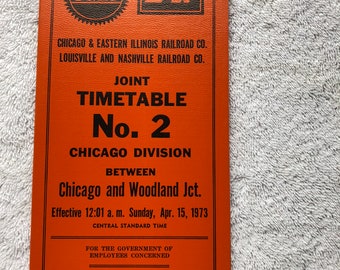 CHICAGO & EASTERN ILLINOIS RAILROAD CO.
LOUISVILLE AND NASHVILLE RAILROAD CO.
JOINT
TIMETABLE
No. 2
CHICAGO DIVISION
BETWEEN
Chicago and Woodland Jct.
Effective 12:01 a. m. Sunday, Apr. 15, 1973
CENTRAL STANDARD TIME
FOR THE GOVERNMENT OF
EMPLOYEES CONCERNED